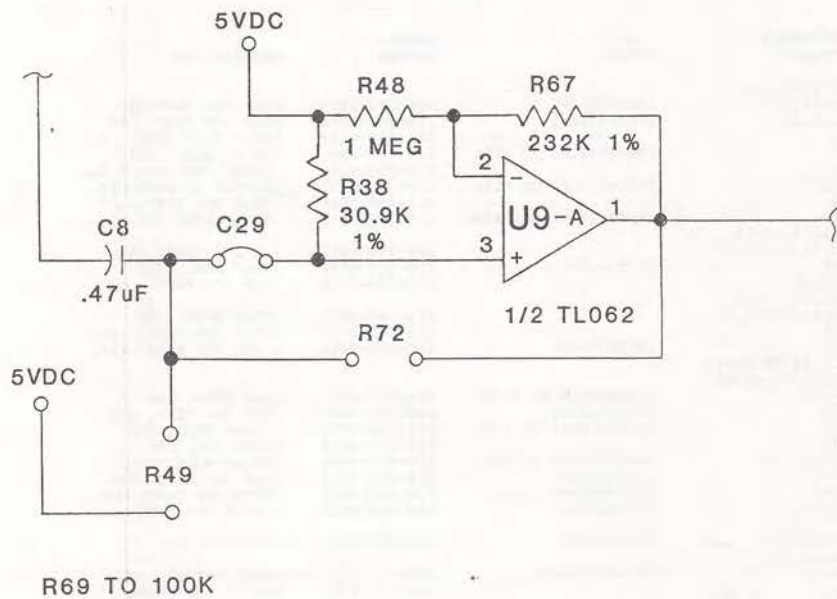 5VDC
R48
R67
1 MEG
232K 1%
2
R38
30.9K
1%
−
U9-A
1
C8
C29
3
+
.47uF
1/2 TL062
R72
5VDC
R49
R69 TO 100K